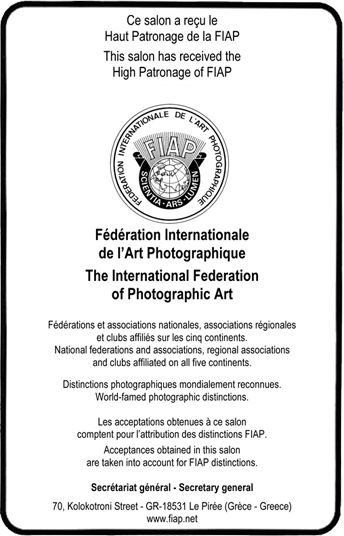 Ce salon a reçu le
Haut Patronage de la FIAP
This salon has received the
High Patronage of FIAP
FEDERATION INTERNATIONALE DE L'ART PHOTOGRAPHIQUE
FIAP
SCIENTIA - ARS - LUMEN
Fédération Internationale
de l'Art Photographique
The International Federation
of Photographic Art
Fédérations et associations nationales, associations régionales
et clubs affiliés sur les cinq continents.
National federations and associations, regional associations
and clubs affiliated on all five continents.
Distinctions photographiques mondialement reconnues.
World-famed photographic distinctions.
Les acceptations obtenues à ce salon
comptent pour l'attribution des distinctions FIAP.
Acceptances obtained in this salon
are taken into account for FIAP distinctions.
Secrétariat général - Secretary general
70, Kolokotroni Street - GR-18531 Le Pirée (Grèce - Greece)
www.fiap.net